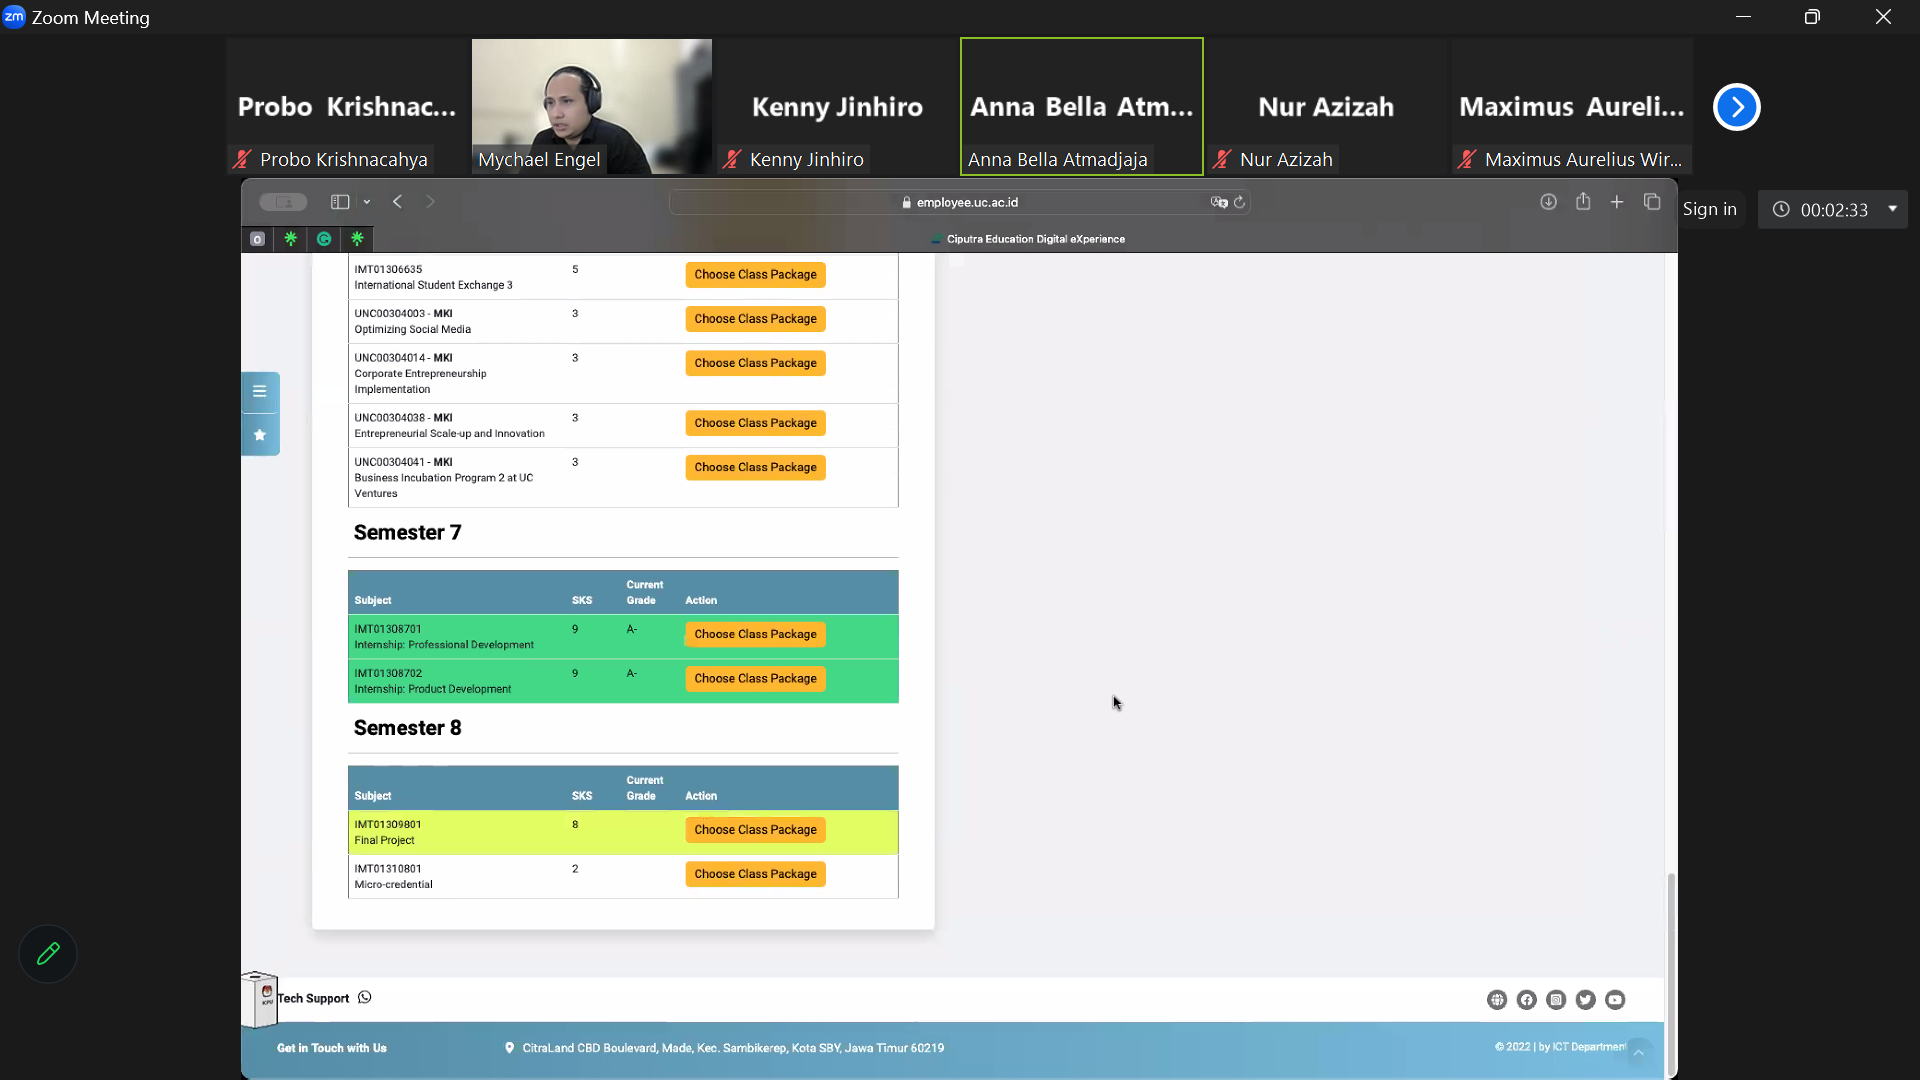 zm Zoom Meeting
Probo Krishnac...
Kenny Jinhiro
Anna Bella Atm...
Nur Azizah
Maximus Aureli...
Probo Krishnacahya
Mychael Engel
Kenny Jinhiro
Anna Bella Atmadjaja
Nur Azizah
Maximus Aurelius Wir...
employee.uc.ac.id
Sign in
00:02:33
Ciputra Education Digital eXperience
IMT01306635 5 Choose Class Package
International Student Exchange 3
UNC00304003 - MKI 3 Choose Class Package
Optimizing Social Media
UNC00304014 - MKI 3 Choose Class Package
Corporate Entrepreneurship
Implementation
UNC00304038 - MKI 3 Choose Class Package
Entrepreneurial Scale-up and Innovation
UNC00304041 - MKI 3 Choose Class Package
Business Incubation Program 2 at UC
Ventures
Semester 7
Subject SKS Current Grade Action
IMT01308701 9 A- Choose Class Package
Internship: Professional Development
IMT01308702 9 A- Choose Class Package
Internship: Product Development
Semester 8
Subject SKS Current Grade Action
IMT01309801 8 Choose Class Package
Final Project
IMT01310801 2 Choose Class Package
Micro-credential
KPU
Tech Support
Get in Touch with Us
CitraLand CBD Boulevard, Made, Kec. Sambikerep, Kota SBY, Jawa Timur 60219
© 2022 | by ICT Department